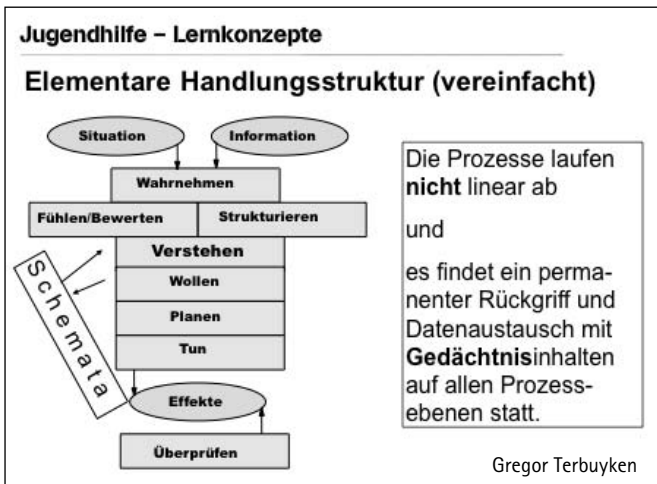 Jugendhilfe – Lernkonzepte
Elementare Handlungsstruktur (vereinfacht)
Situation
Information
Wahrnehmen
Fühlen/Bewerten
Strukturieren
Verstehen
Wollen
Planen
Tun
Schemata
Effekte
Überprüfen
Die Prozesse laufen
nicht linear ab
und
es findet ein perma-
nenter Rückgriff und
Datenaustausch mit
Gedächtnisinhalten
auf allen Prozess-
ebenen statt.
Gregor Terbuyken